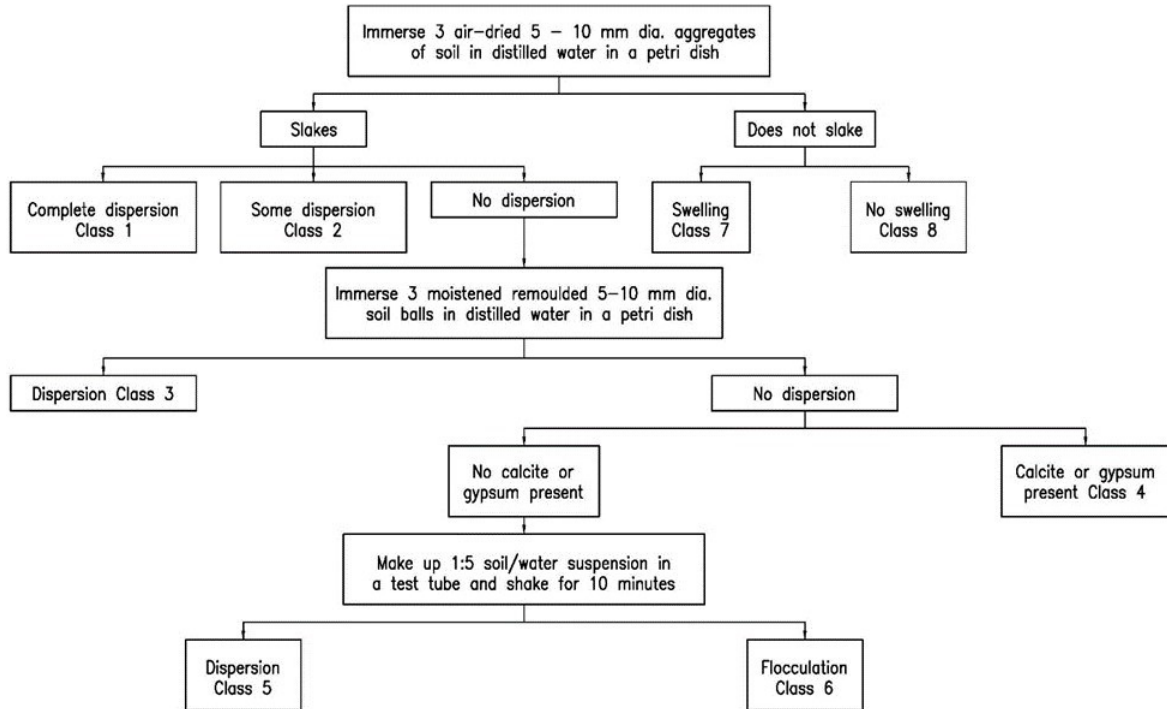 Immerse 3 air-dried 5 - 10 mm dia. aggregates
of soil in distilled water in a petri dish
Slakes
Does not slake
Complete dispersion
Class 1
Some dispersion
Class 2
No dispersion
Swelling
Class 7
No swelling
Class 8
Immerse 3 moistened remoulded 5-10 mm dia.
soil balls in distilled water in a petri dish
Dispersion Class 3
No dispersion
No calcite or
gypsum present
Calcite or gypsum
present Class 4
Make up 1:5 soil/water suspension in
a test tube and shake for 10 minutes
Dispersion
Class 5
Flocculation
Class 6